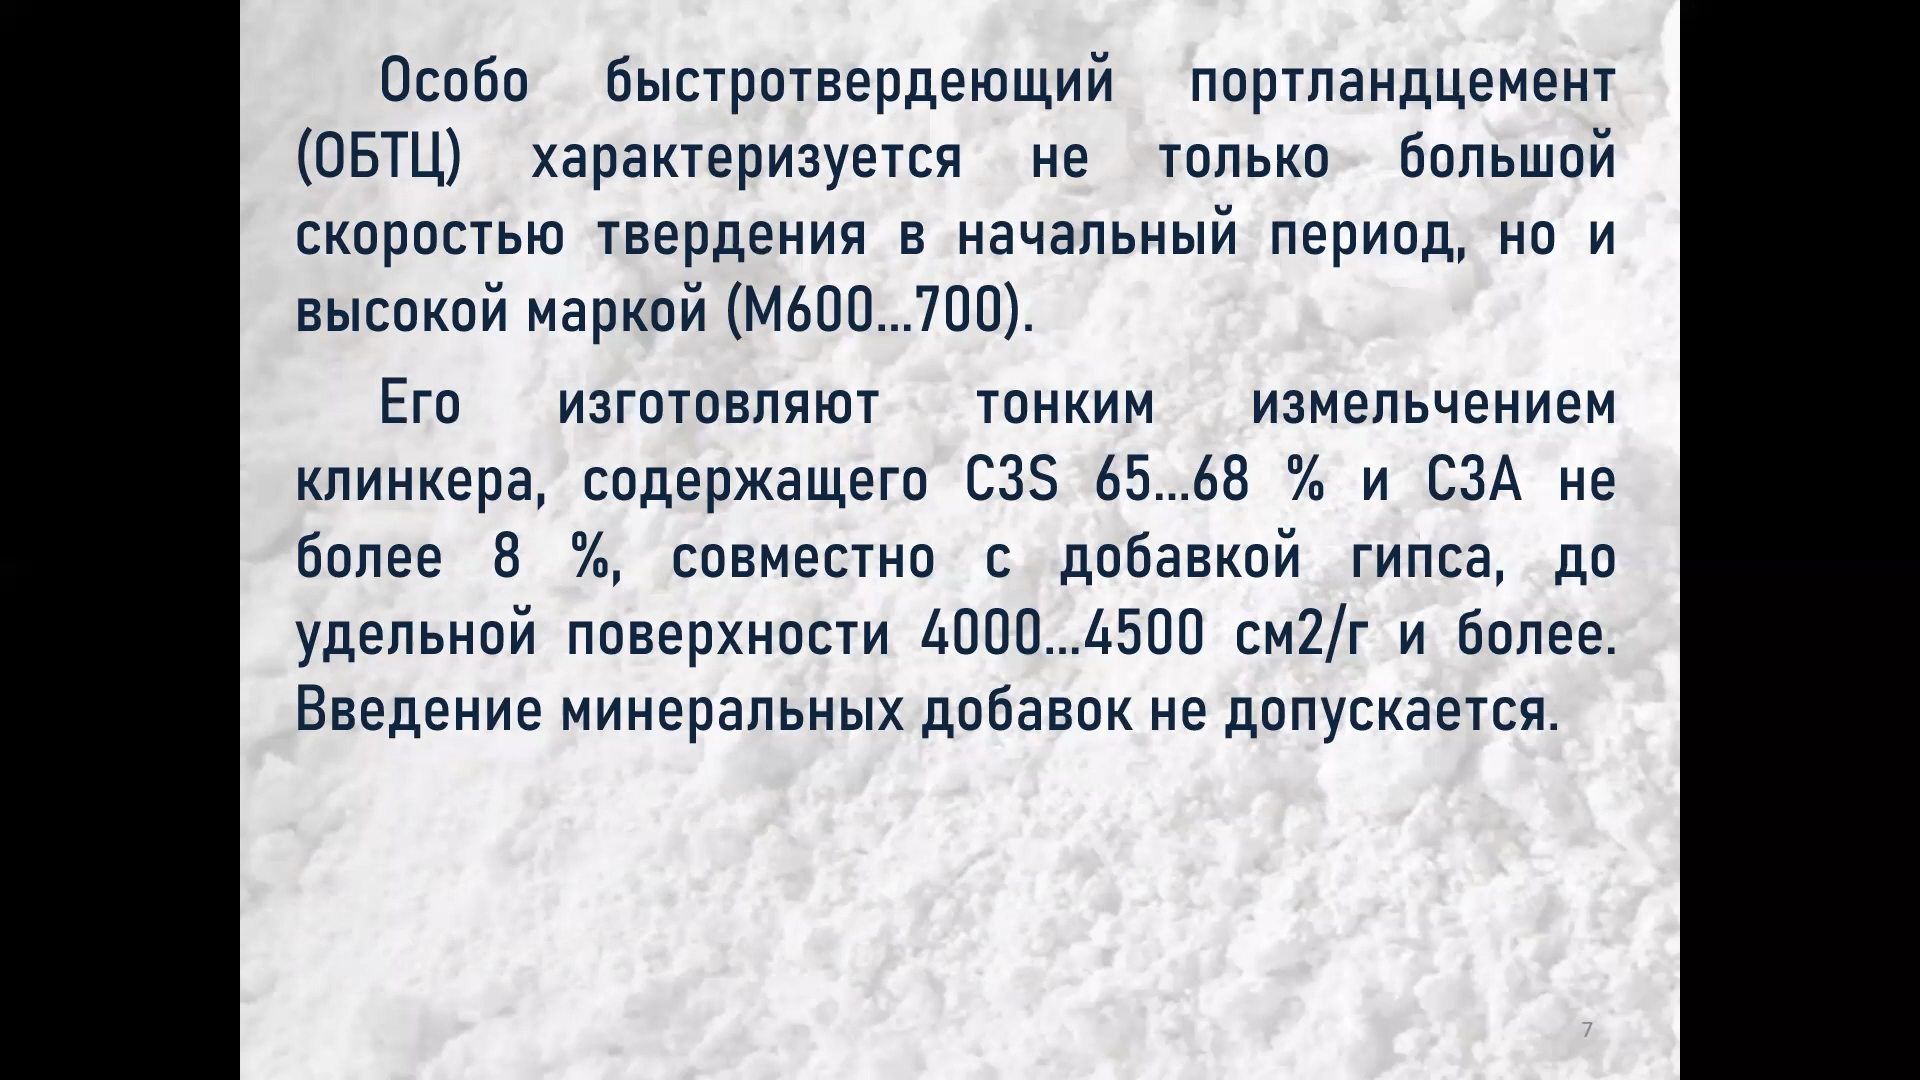 Особо быстротвердеющий портландцемент
(ОБТЦ) характеризуется не только большой
скоростью твердения в начальный период, но и
высокой маркой (М600...700).
Его изготовляют тонким измельчением
клинкера, содержащего C3S 65...68 % и С3А не
более 8 %, совместно с добавкой гипса, до
удельной поверхности 4000...4500 см2/г и более.
Введение минеральных добавок не допускается.
7